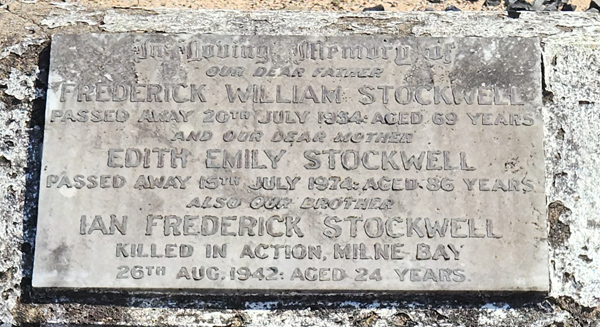 In Loving Memory of
OUR DEAR FATHER
FREDERICK WILLIAM STOCKWELL
PASSED AWAY 20TH JULY 1954: AGED 69 YEARS
AND OUR DEAR MOTHER
EDITH EMILY STOCKWELL
PASSED AWAY 15TH JULY 1974: AGED 86 YEARS
ALSO OUR BROTHER
IAN FREDERICK STOCKWELL
KILLED IN ACTION, MILNE BAY
26TH AUG. 1942: AGED 24 YEARS.